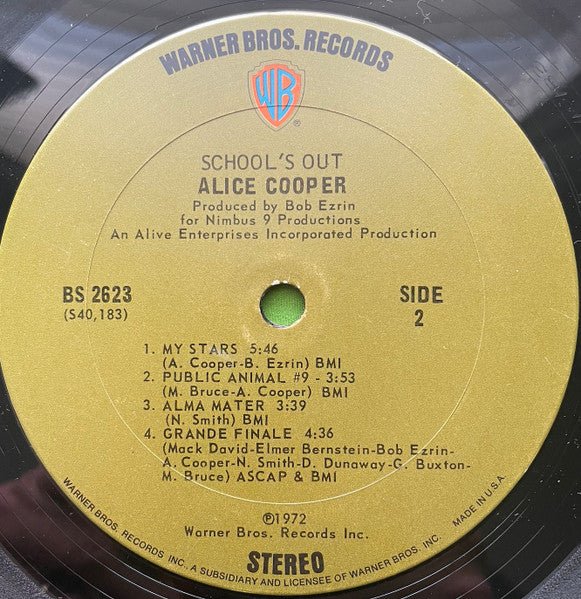 WARNER BROS. RECORDS
WB
®
SCHOOL'S OUT
ALICE COOPER
Produced by Bob Ezrin
for Nimbus 9 Productions
An Alive Enterprises Incorporated Production
BS 2623
(S40,183)
SIDE
2
1. MY STARS 5:46
(A. Cooper-B. Ezrin) BMI
2. PUBLIC ANIMAL #9 - 3:53
(M. Bruce-A. Cooper) BMI
3. ALMA MATER 3:39
(N. Smith) BMI
4. GRANDE FINALE 4:36
(Mack David-Elmer Bernstein-Bob Ezrin-
A. Cooper-N. Smith-D. Dunaway-G. Buxton-
M. Bruce) ASCAP & BMI
℗1972
Warner Bros. Records Inc.
STEREO
WARNER BROS. RECORDS INC., A SUBSIDIARY AND LICENSEE OF WARNER BROS. INC. MADE IN U.S.A.